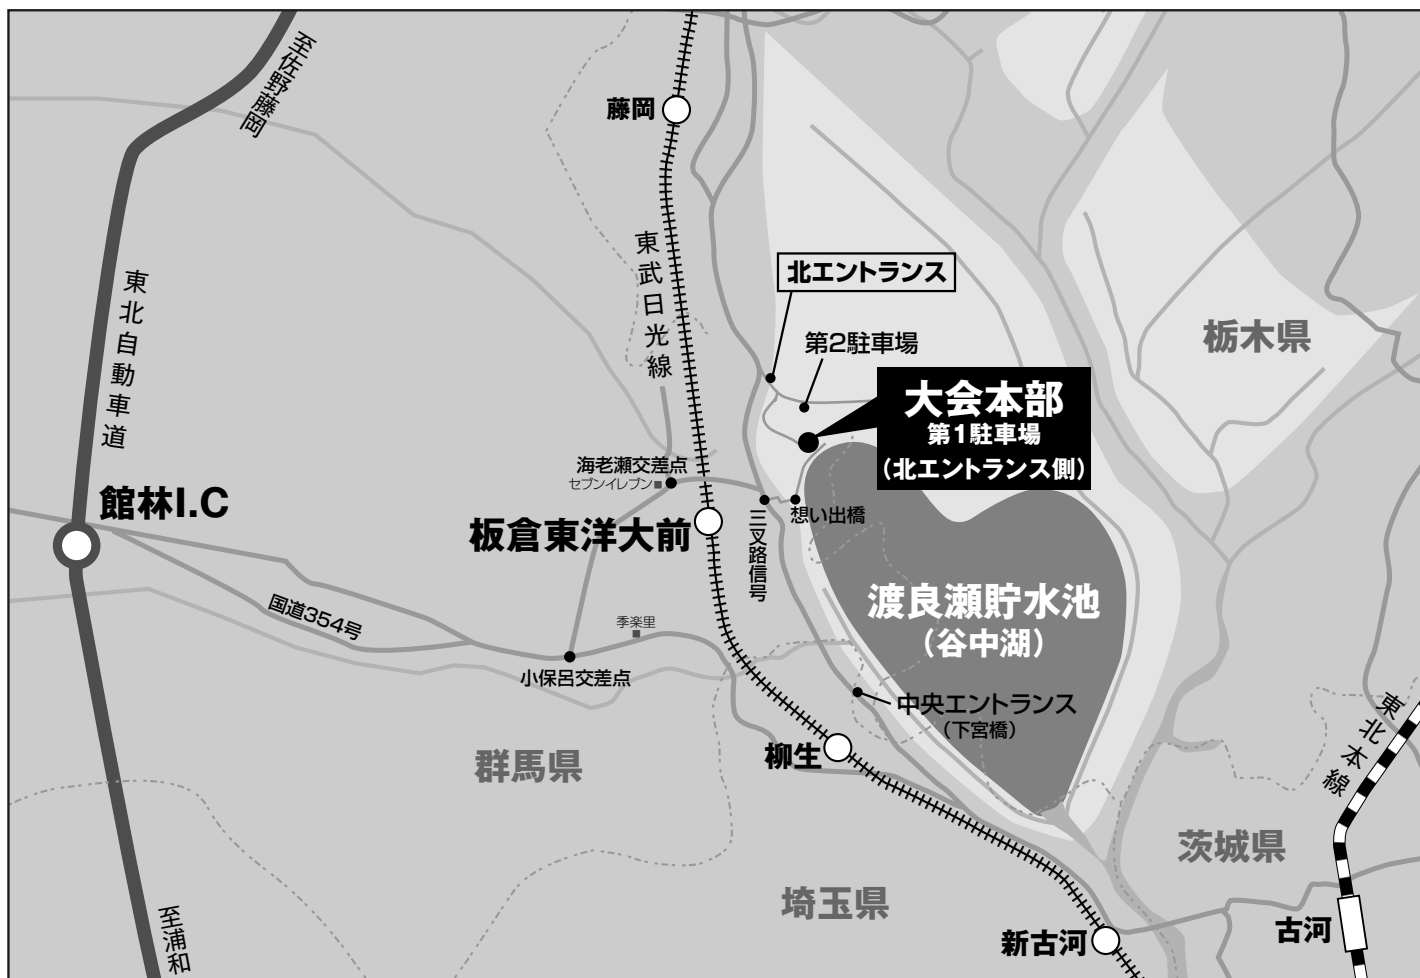 至佐野藤岡
藤岡
東武日光線
東北自動車道
北エントランス
第2駐車場
栃木県
大会本部
第1駐車場
(北エントランス側)
海老瀬交差点
セブンイレブン
館林I.C
板倉東洋大前
三叉路信号
想い出橋
国道354号
季楽里
小保呂交差点
渡良瀬貯水池
(谷中湖)
中央エントランス
(下宮橋)
群馬県
柳生
東北本線
茨城県
埼玉県
至浦和
新古河
古河